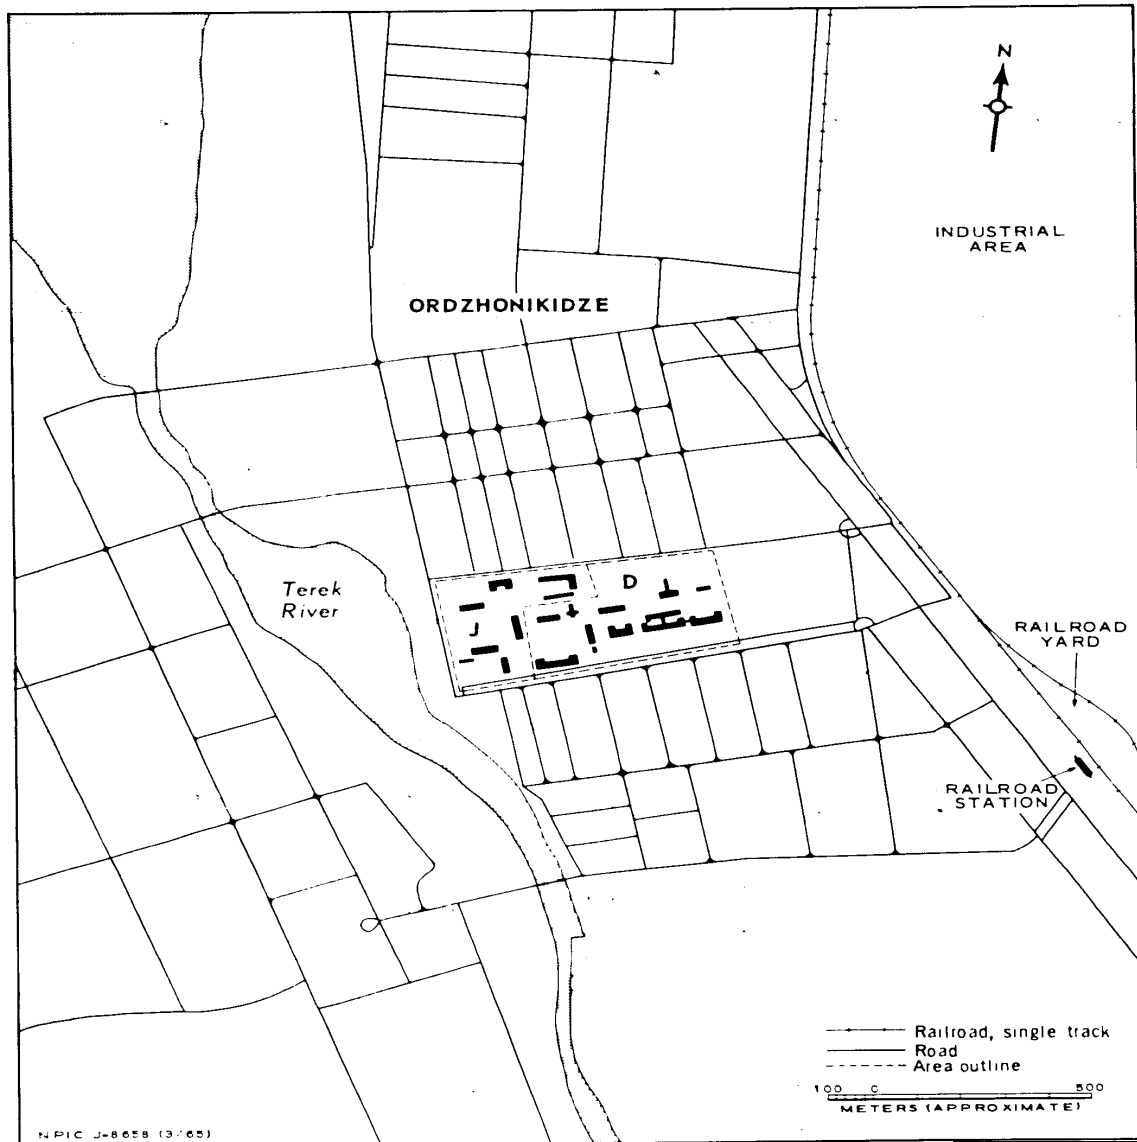 N
INDUSTRIAL
AREA
ORDZHONIKIDZE
Terek
River
D
J
RAILROAD
YARD
RAILROAD
STATION
Railroad, single track
Road
Area outline
100 0 500
METERS (APPROXIMATE)
NPIC J-8658 (3/65)